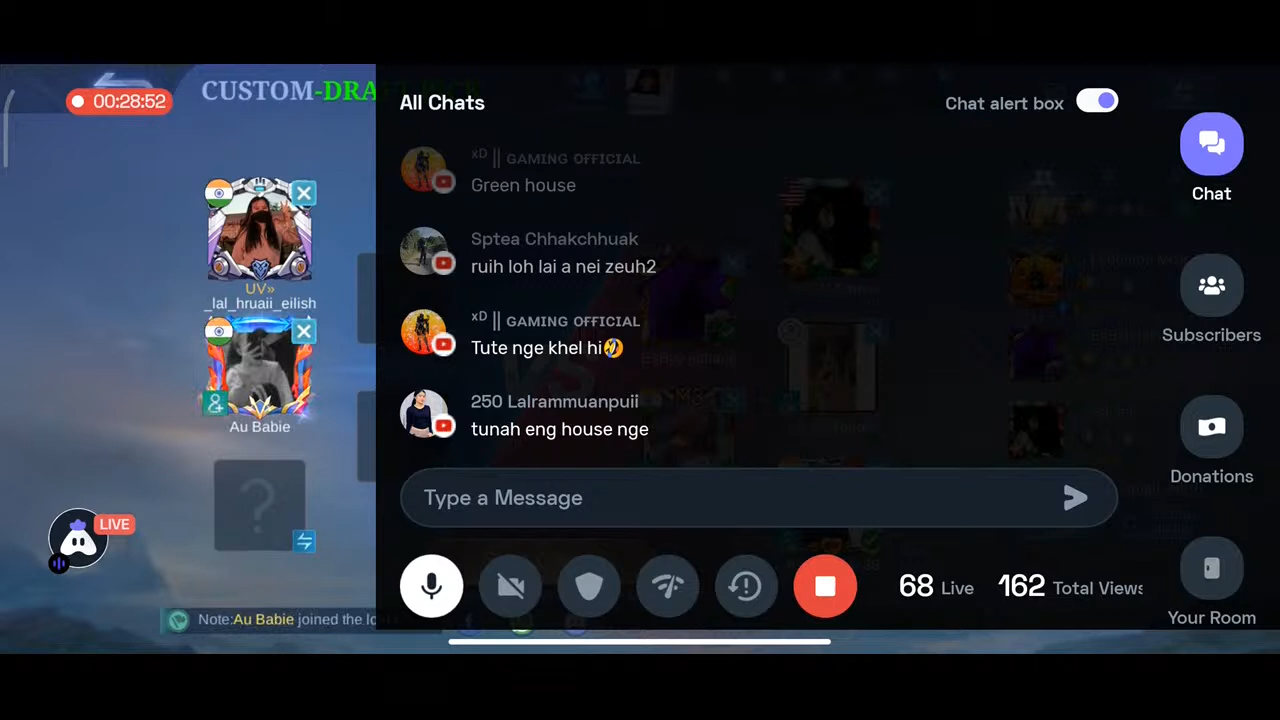 CUSTOM-DRA
00:28:52
UV»
_lal_hruaii_eilish
Au Babie
?
LIVE
Note:Au Babie joined the lo
All Chats
Chat alert box
xD || GAMING OFFICIAL
Green house
Sptea Chhakchhuak
ruih loh lai a nei zeuh2
xD || GAMING OFFICIAL
Tute nge khel hi🤣
250 Lalrammuanpuii
tunah eng house nge
Type a Message
68 Live
162 Total Views
Chat
Subscribers
Donations
Your Room